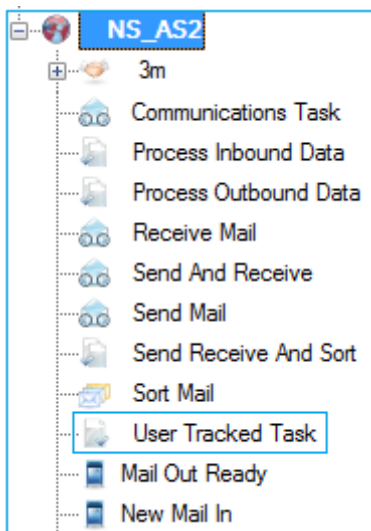 NS_AS2
3m
Communications Task
Process Inbound Data
Process Outbound Data
Receive Mail
Send And Receive
Send Mail
Send Receive And Sort
Sort Mail
User Tracked Task
Mail Out Ready
New Mail In